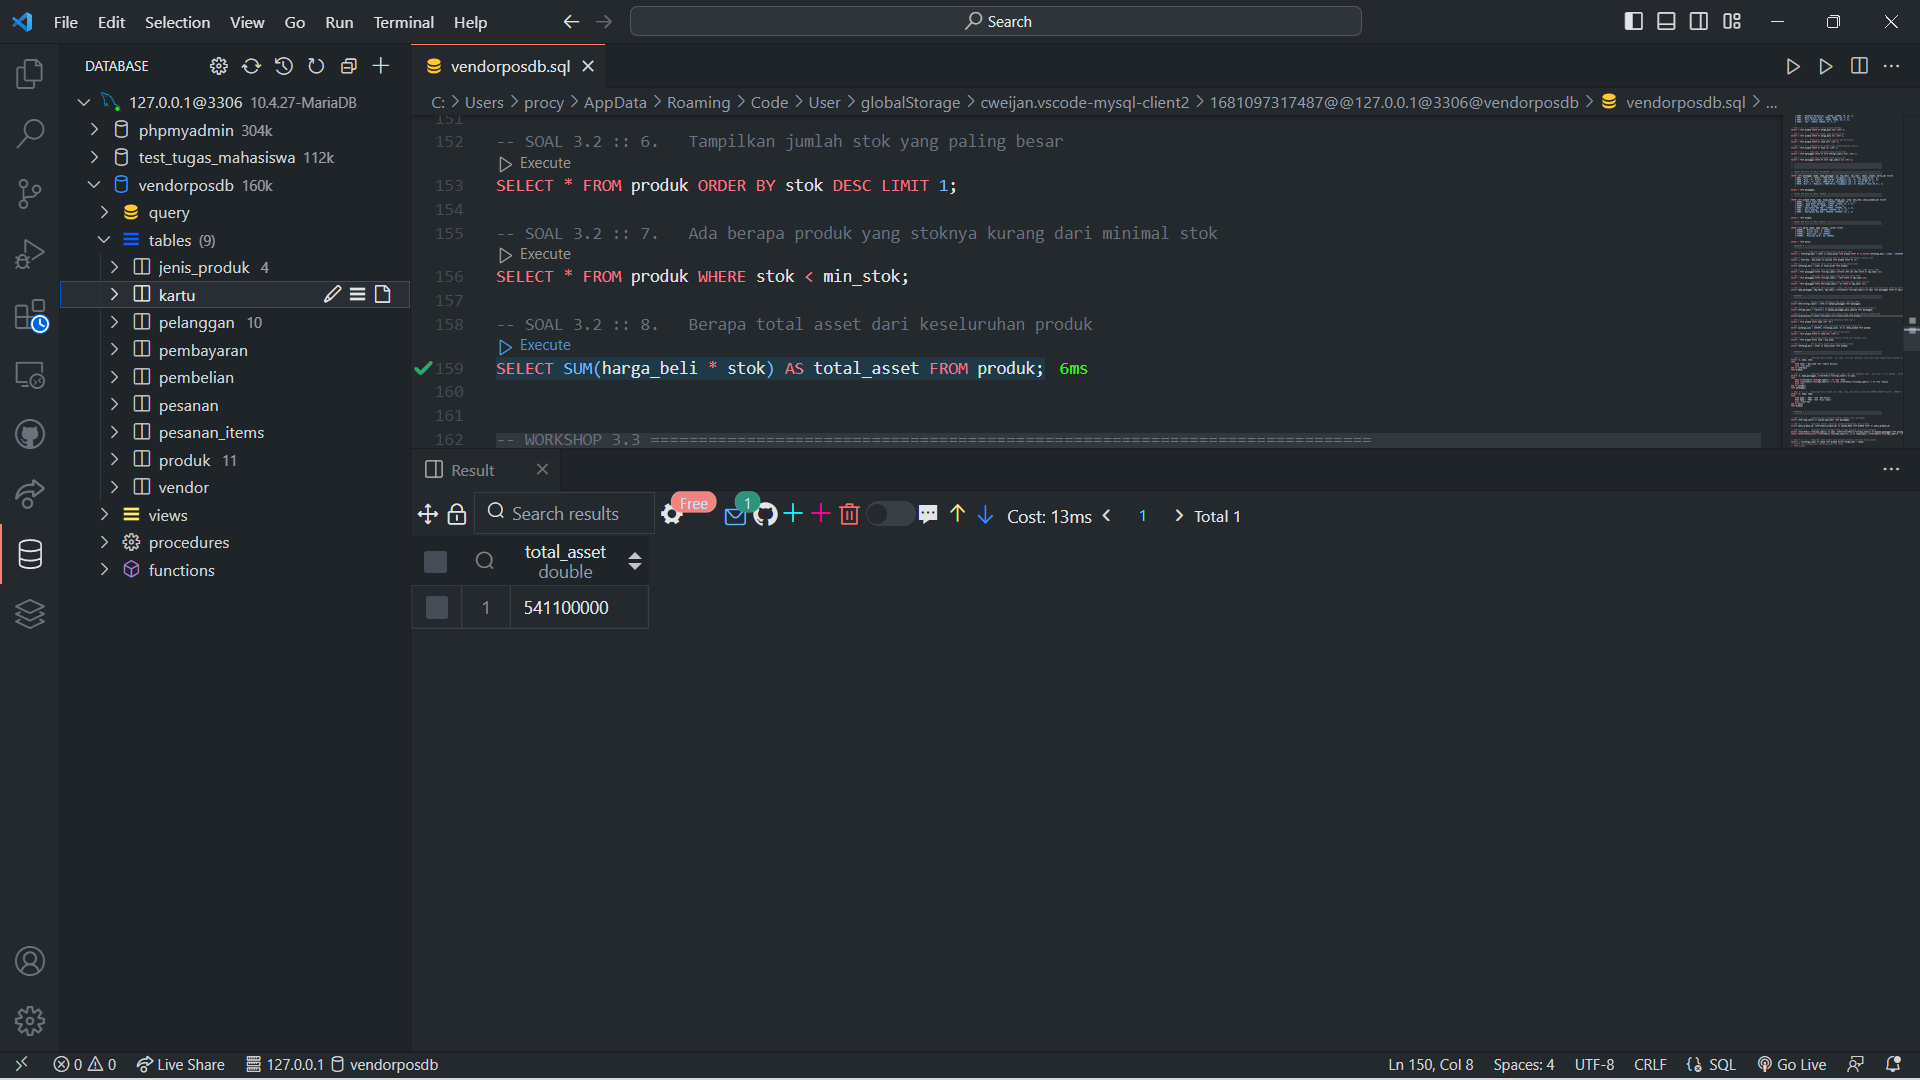 File Edit Selection View Go Run Terminal Help
Search
DATABASE
127.0.0.1@3306 10.4.27-MariaDB
phpmyadmin 304k
test_tugas_mahasiswa 112k
vendorposdb 160k
query
tables (9)
jenis_produk 4
kartu
pelanggan 10
pembayaran
pembelian
pesanan
pesanan_items
produk 11
vendor
views
procedures
functions
vendorposdb.sql
C: > Users > procy > AppData > Roaming > Code > User > globalStorage > cweijan.vscode-mysql-client2 > 1681097317487@@127.0.0.1@3306@vendorposdb > vendorposdb.sql > ...
151
152 -- SOAL 3.2 :: 6. Tampilkan jumlah stok yang paling besar
Execute
153 SELECT * FROM produk ORDER BY stok DESC LIMIT 1;
154
155 -- SOAL 3.2 :: 7. Ada berapa produk yang stoknya kurang dari minimal stok
Execute
156 SELECT * FROM produk WHERE stok < min_stok;
157
158 -- SOAL 3.2 :: 8. Berapa total asset dari keseluruhan produk
Execute
159 SELECT SUM(harga_beli * stok) AS total_asset FROM produk; 6ms
160
161
162 -- WORKSHOP 3.3 ===========================================================================
Result
Search results
Free
1
Cost: 13ms < 1 > Total 1
total_asset
double
1 541100000
0 0 Live Share 127.0.0.1 vendorposdb
Ln 150, Col 8 Spaces: 4 UTF-8 CRLF SQL Go Live